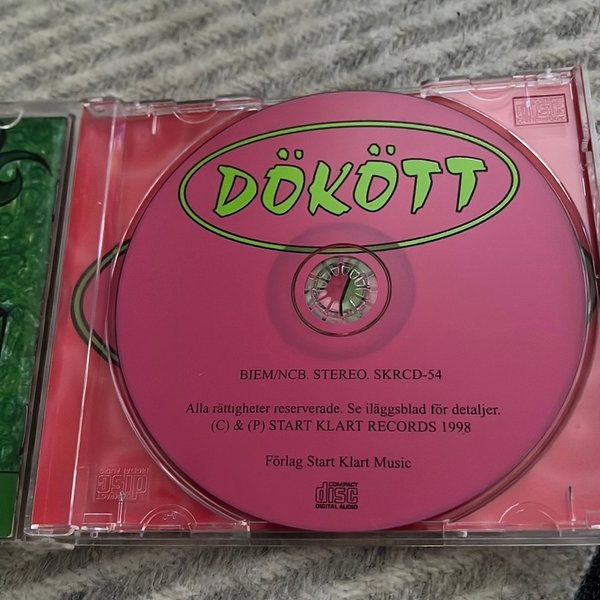 DÖKÖTT
BIEM/NCB. STEREO. SKRCD-54
Alla rättigheter reserverade. Se iläggsblad för detaljer.
(C) & (P) START KLART RECORDS 1998
Förlag Start Klart Music
COMPACT
disc
DIGITAL AUDIO